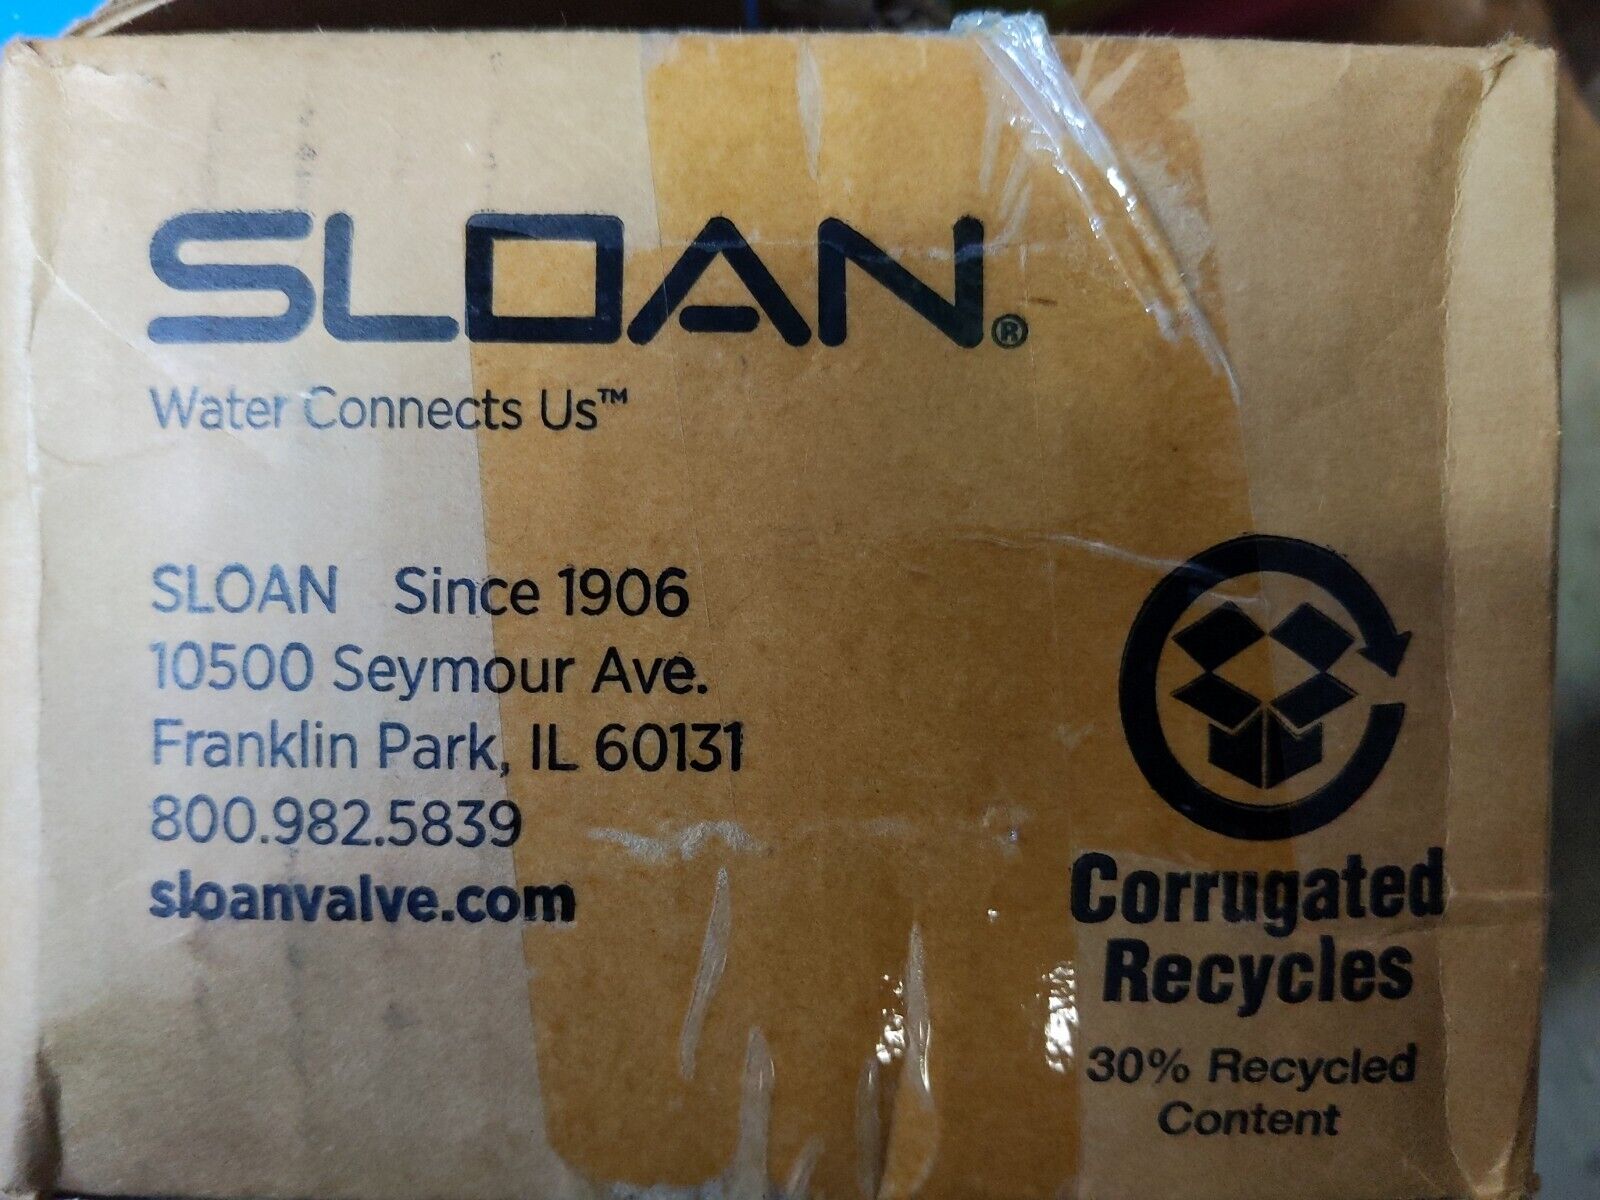 SLOAN®
Water Connects Us™
SLOAN Since 1906
10500 Seymour Ave.
Franklin Park, IL 60131
800.982.5839
sloanvalve.com
Corrugated
Recycles
30% Recycled
Content